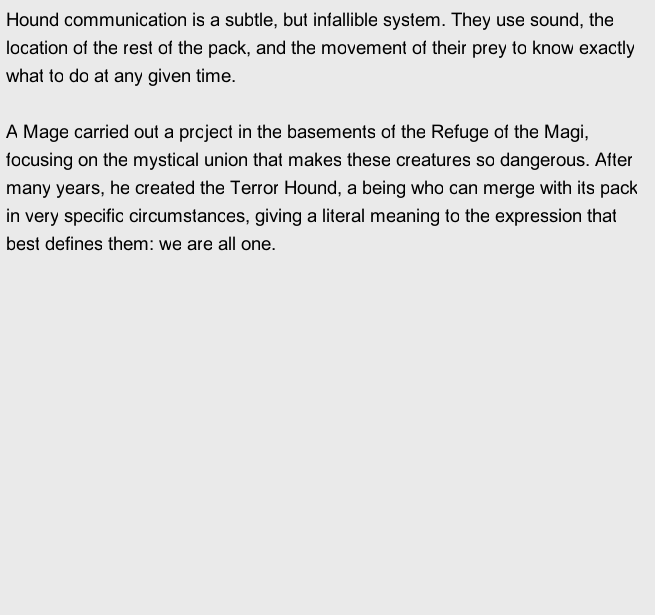 Hound communication is a subtle, but infallible system. They use sound, the
location of the rest of the pack, and the movement of their prey to know exactly
what to do at any given time.
A Mage carried out a project in the basements of the Refuge of the Magi,
focusing on the mystical union that makes these creatures so dangerous. After
many years, he created the Terror Hound, a being who can merge with its pack
in very specific circumstances, giving a literal meaning to the expression that
best defines them: we are all one.